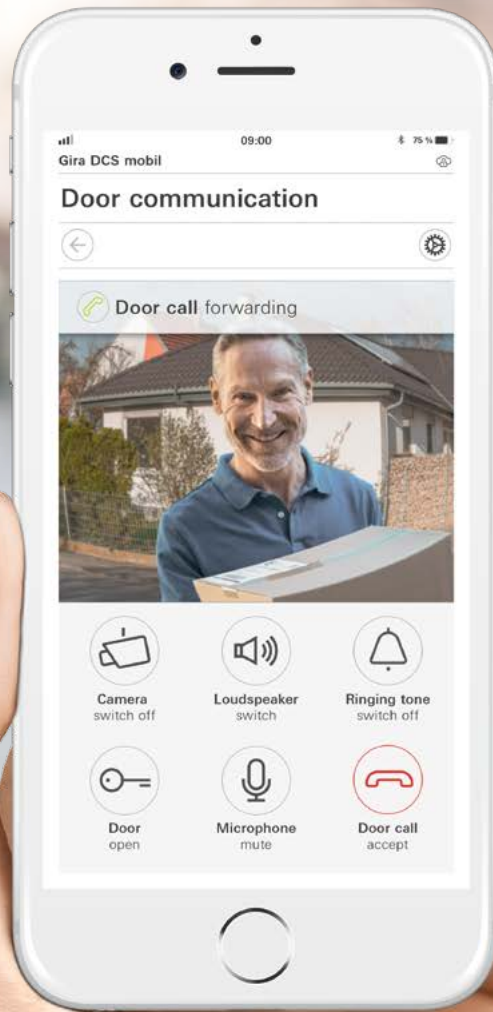 09:00
75 %
Gira DCS mobil
Door communication
Door call forwarding
Camera
switch off
Loudspeaker
switch
Ringing tone
switch off
Door
open
Microphone
mute
Door call
accept